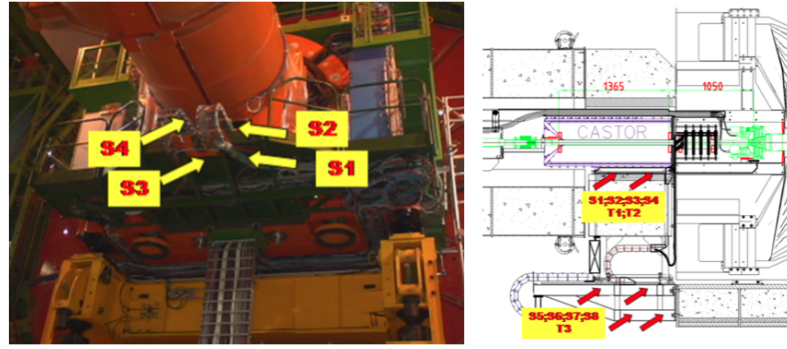 S4
S2
S3
S1
1365
1050
CASTOR
S1;S2;S3;S4
T1;T2
S5;S6;S7;S8
T3